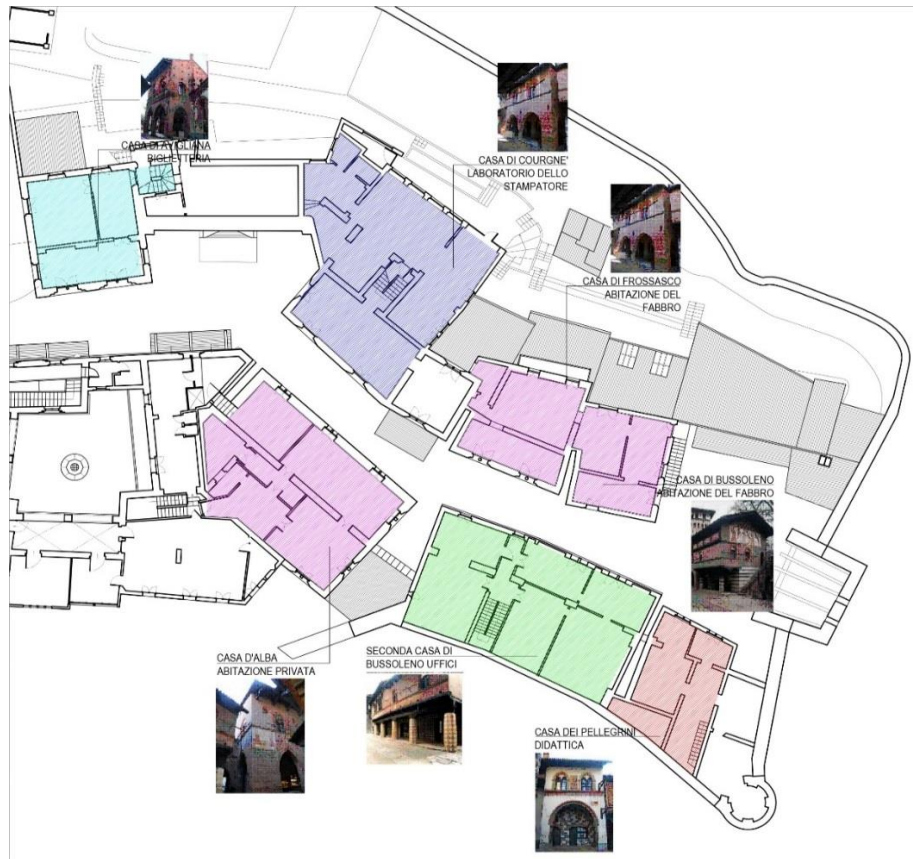 CASA DI AVIGLIANA
BIGLIETTERIA
CASA DI COURGNE'
LABORATORIO DELLO
STAMPATORE
CASA DI FROSSASCO
ABITAZIONE DEL
FABBRO
CASA DI BUSSOLENO
ABITAZIONE DEL FABBRO
CASA D'ALBA
ABITAZIONE PRIVATA
SECONDA CASA DI
BUSSOLENO UFFICI
CASA DEI PELLEGRINI
DIDATTICA